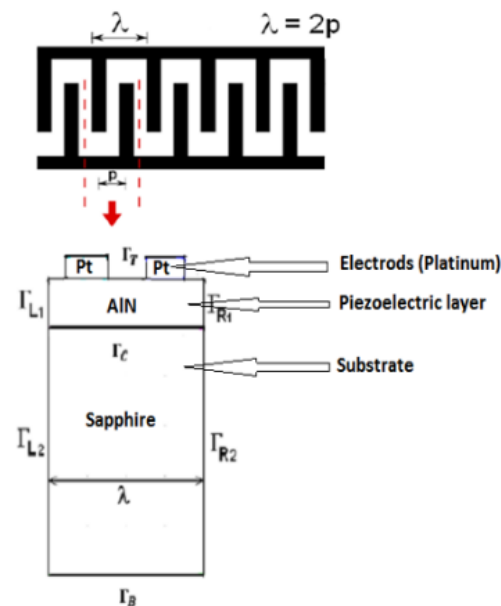 λ
λ = 2p
p
Pt
Γ_T
Pt
Electrods (Platinum)
Γ_L1
AlN
Γ_R1
Piezoelectric layer
Γ_C
Substrate
Sapphire
Γ_L2
Γ_R2
λ
Γ_B